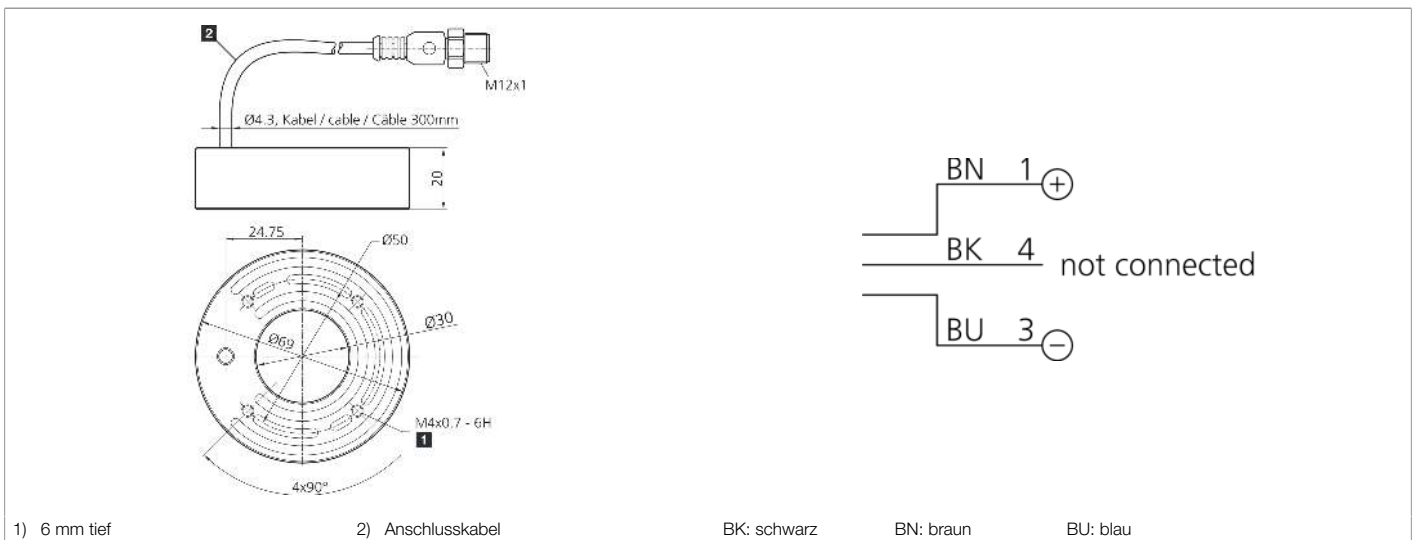 2
M12x1
Ø4.3, Kabel / cable / Câble 300mm
20
24.75
Ø50
Ø30
Ø69
M4x0.7 - 6H
1
4x90°
BN 1 +
BK 4 not connected
BU 3 −
1) 6 mm tief 2) Anschlusskabel BK: schwarz BN: braun BU: blau